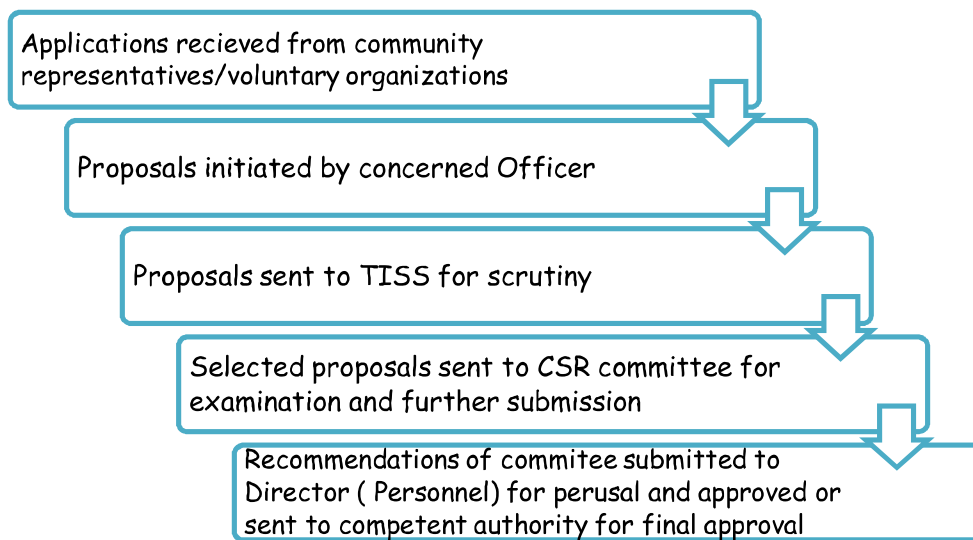 Applications recieved from community
representatives/voluntary organizations
Proposals initiated by concerned Officer
Proposals sent to TISS for scrutiny
Selected proposals sent to CSR committee for
examination and further submission
Recommendations of commitee submitted to
Director ( Personnel) for perusal and approved or
sent to competent authority for final approval